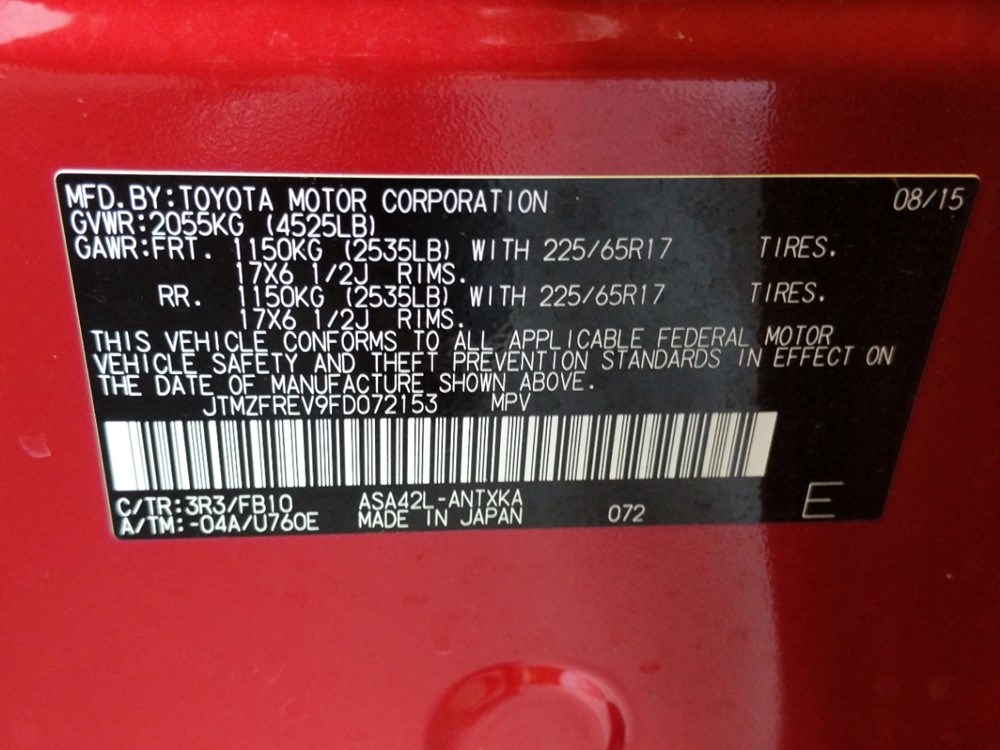 MFD.BY:TOYOTA MOTOR CORPORATION 08/15
GVWR:2055KG (4525LB)
GAWR:FRT. 1150KG (2535LB) WITH 225/65R17 TIRES.
17X6 1/2J RIMS.
RR. 1150KG (2535LB) WITH 225/65R17 TIRES.
17X6 1/2J RIMS.
THIS VEHICLE CONFORMS TO ALL APPLICABLE FEDERAL MOTOR
VEHICLE SAFETY AND THEFT PREVENTION STANDARDS IN EFFECT ON
THE DATE OF MANUFACTURE SHOWN ABOVE.
JTMZFREV9FD072153 MPV
C/TR:3R3/FB10 ASA42L-ANTXKA
A/TM:-04A/U760E MADE IN JAPAN 072 E